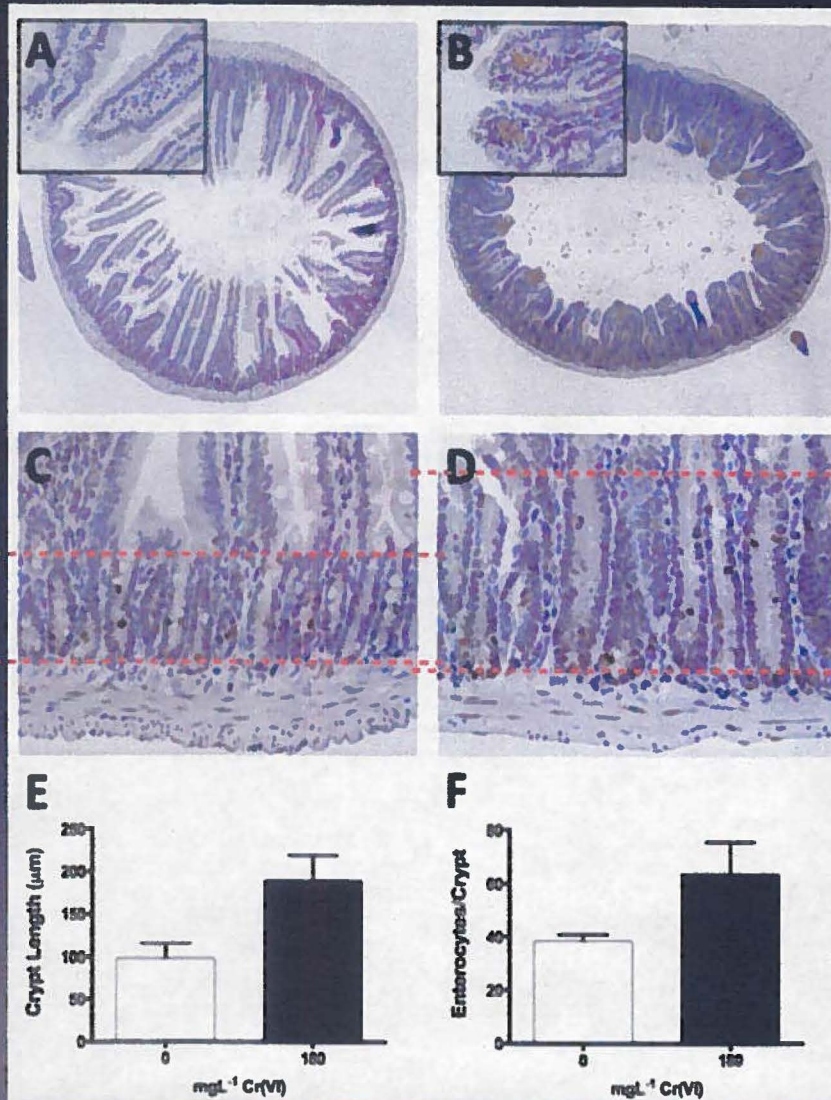 A
B
C
D
E
F
250
200
150
100
50
0
Crypt Length (µm)
0
180
mgL⁻¹ Cr(VI)
80
60
40
20
0
Enterocytes/Crypt
0
180
mgL⁻¹ Cr(VI)